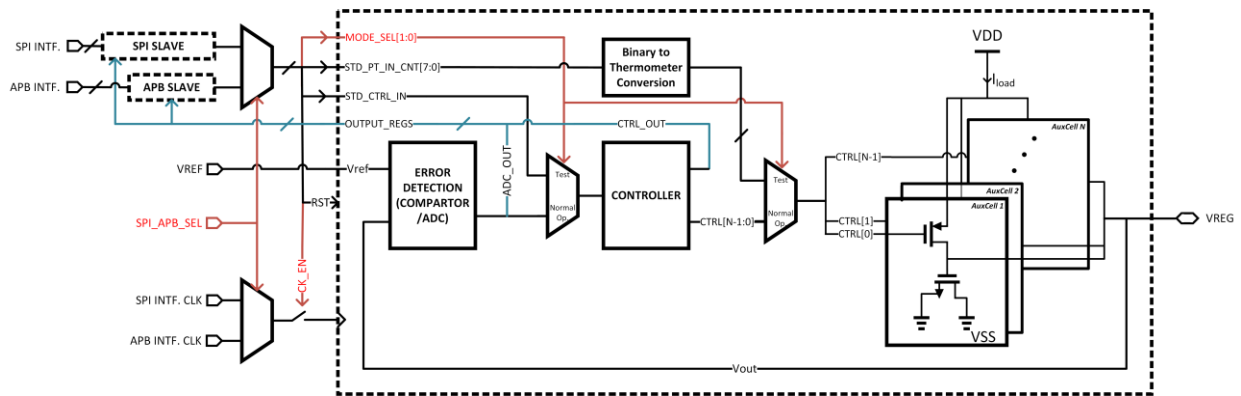 SPI INTF.
SPI SLAVE
APB INTF.
APB SLAVE
MODE_SEL[1:0]
STD_PT_IN_CNT[7:0]
STD_CTRL_IN
OUTPUT_REGS
Binary to
Thermometer
Conversion
CTRL_OUT
VDD
Iload
AuxCell N
AuxCell 2
AuxCell 1
VREF
Vref
ERROR
DETECTION
(COMPARTOR
/ADC)
ADC_OUT
Test
Normal
Op.
CONTROLLER
CTRL[N-1:0]
Test
Normal
Op.
CTRL[N-1]
CTRL[1]
CTRL[0]
VREG
RST
SPI_APB_SEL
CK_EN
SPI INTF. CLK
APB INTF. CLK
VSS
Vout